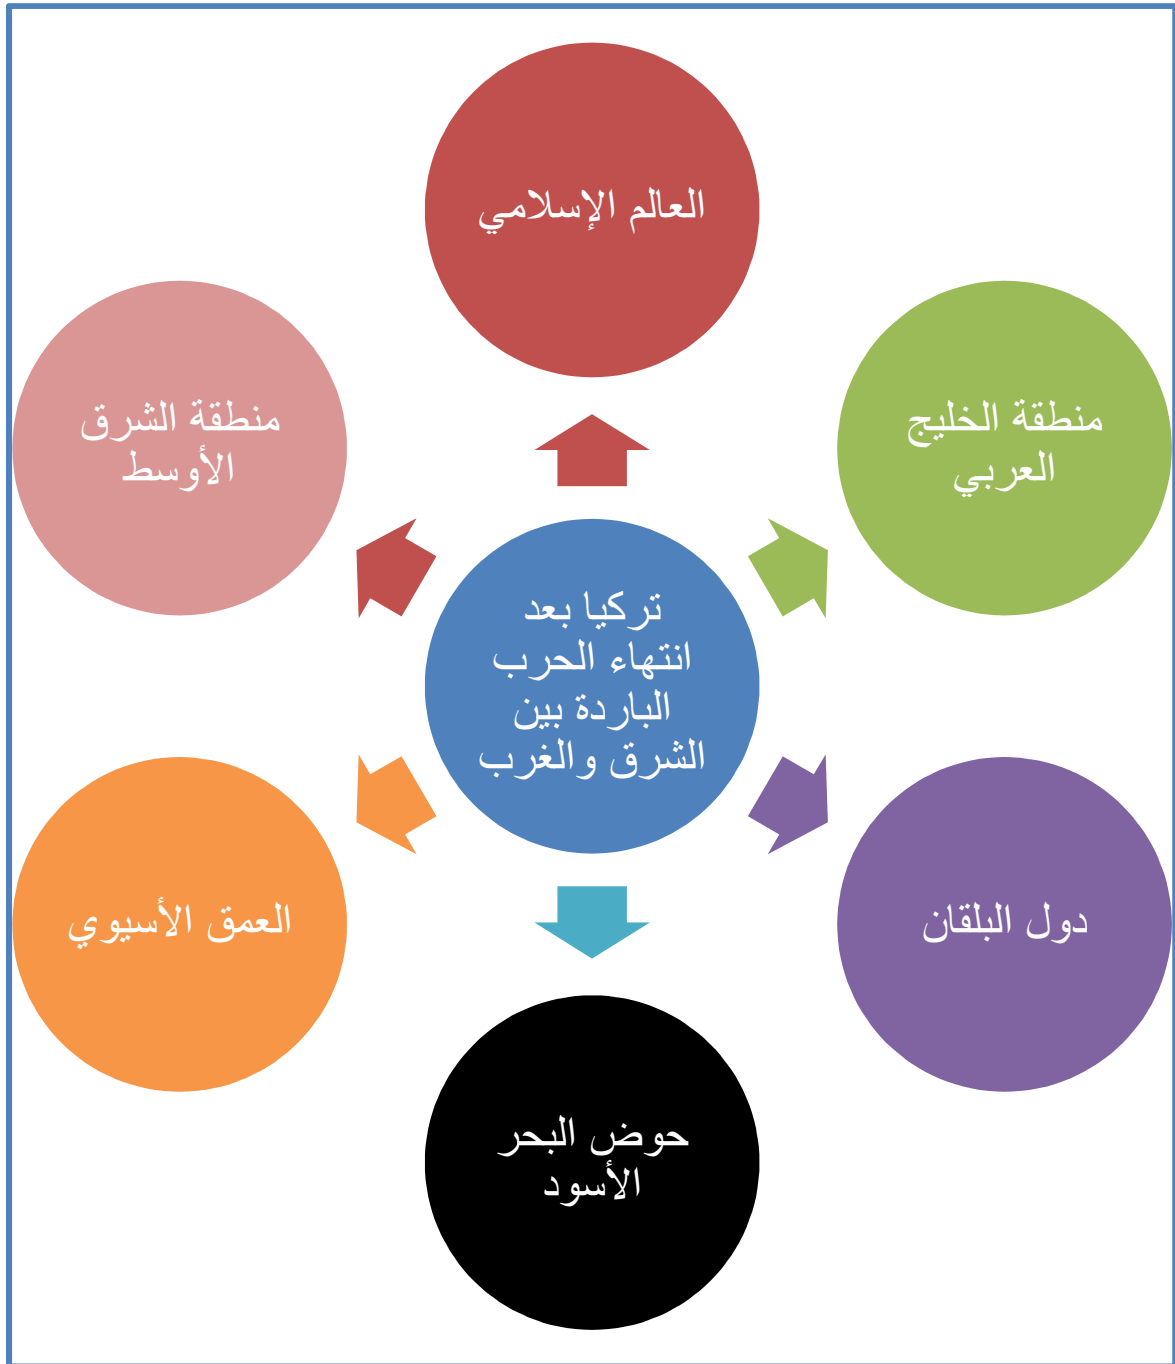 العالم الإسلامي
منطقة الخليج
العربي
منطقة الشرق
الأوسط
تركيا بعد
انتهاء الحرب
الباردة بين
الشرق والغرب
دول البلقان
العمق الأسيوي
حوض البحر
الأسود